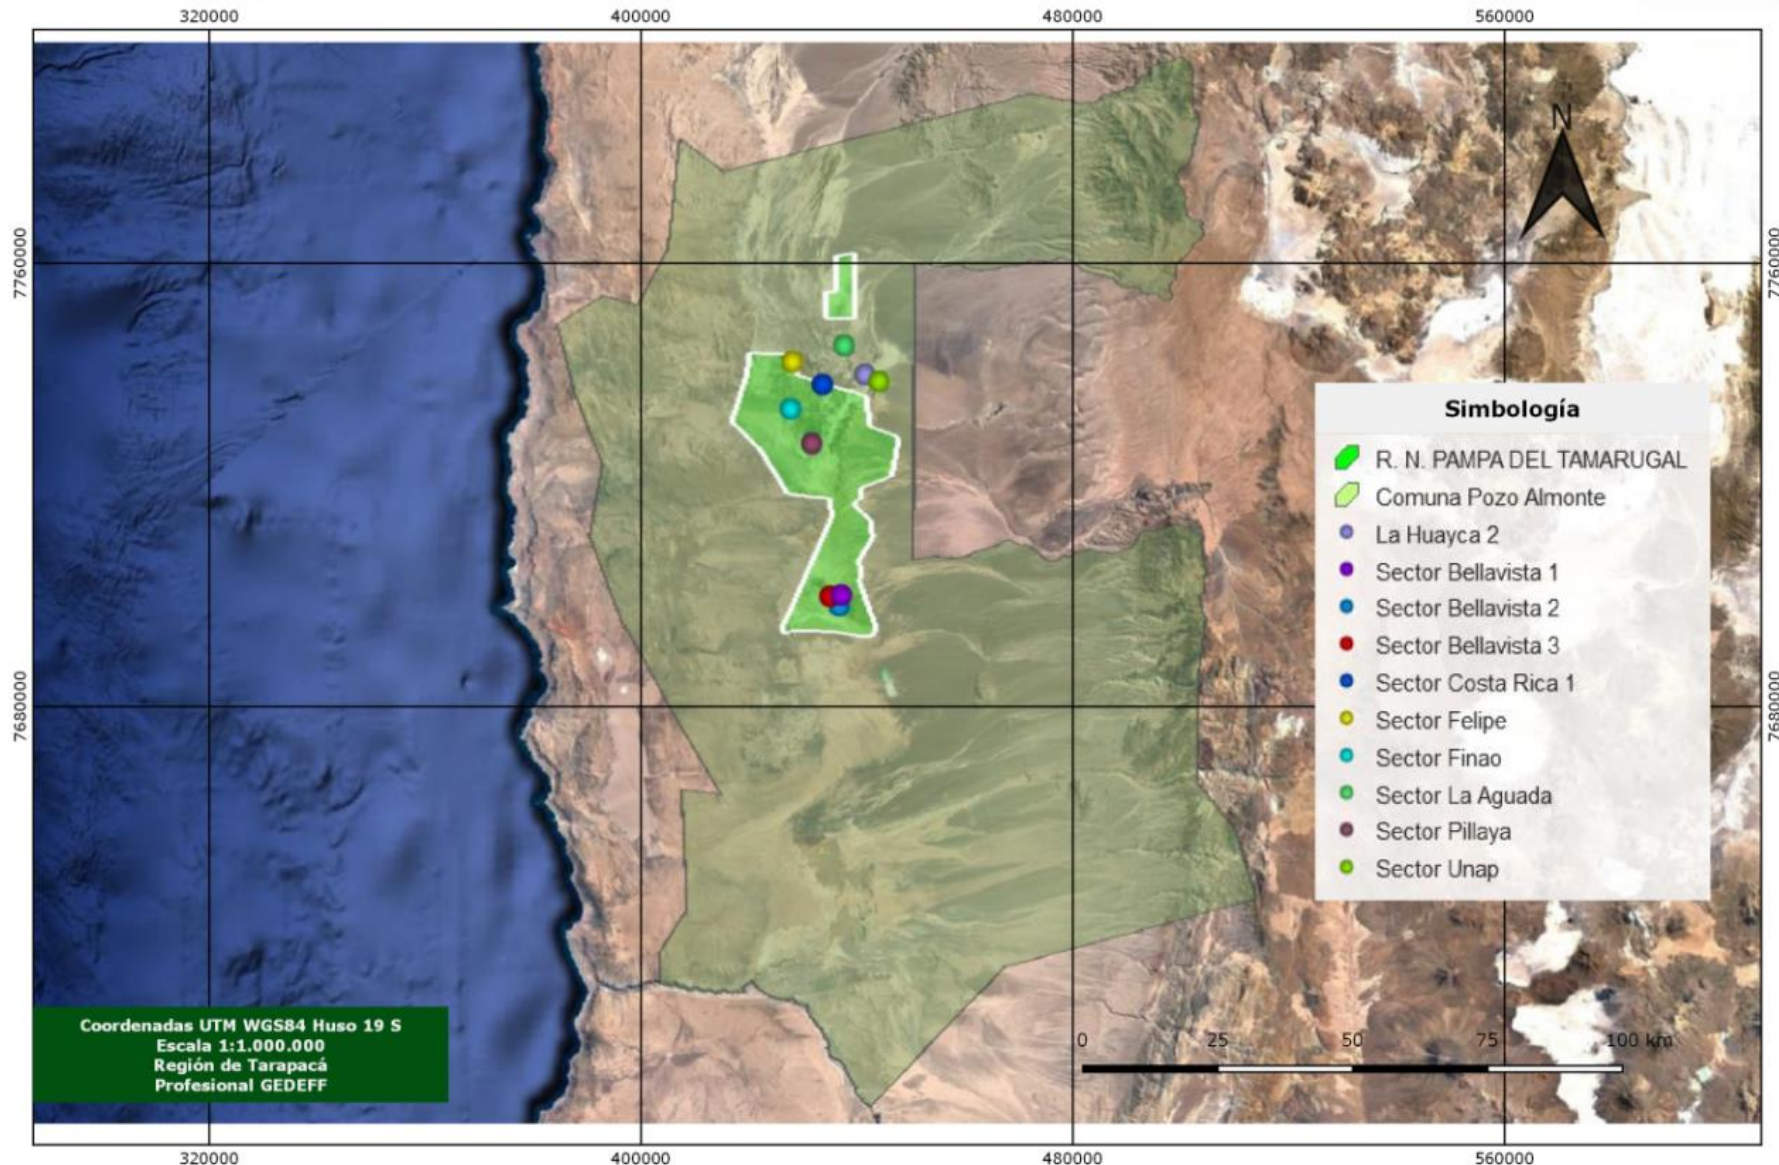 320000
400000
480000
560000
N
7760000
7760000
Simbología
R. N. PAMPA DEL TAMARUGAL
Comuna Pozo Almonte
La Huayca 2
Sector Bellavista 1
Sector Bellavista 2
Sector Bellavista 3
Sector Costa Rica 1
Sector Felipe
Sector Finao
Sector La Aguada
Sector Pillaya
Sector Unap
7680000
7680000
Coordenadas UTM WGS84 Huso 19 S
Escala 1:1.000.000
Región de Tarapacá
Profesional GEDEFF
0 25 50 75 100 km
320000
400000
480000
560000